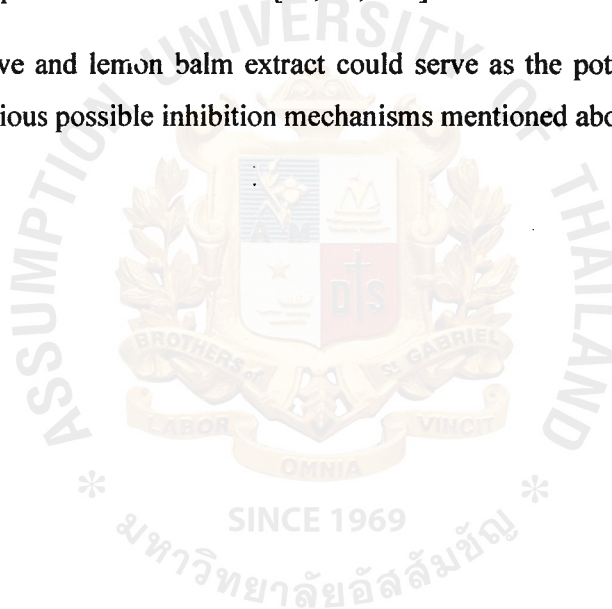 ve and lemon balm extract could serve as the pot
ious possible inhibition mechanisms mentioned abo
ASSUMPTION UNIVERSITY OF THAILAND
A M
D S
BROTHERS of St GABRIEL
LABOR
VINCIT
OMNIA
SINCE 1969
มหาวิทยาลัยอัสสัมชัญ